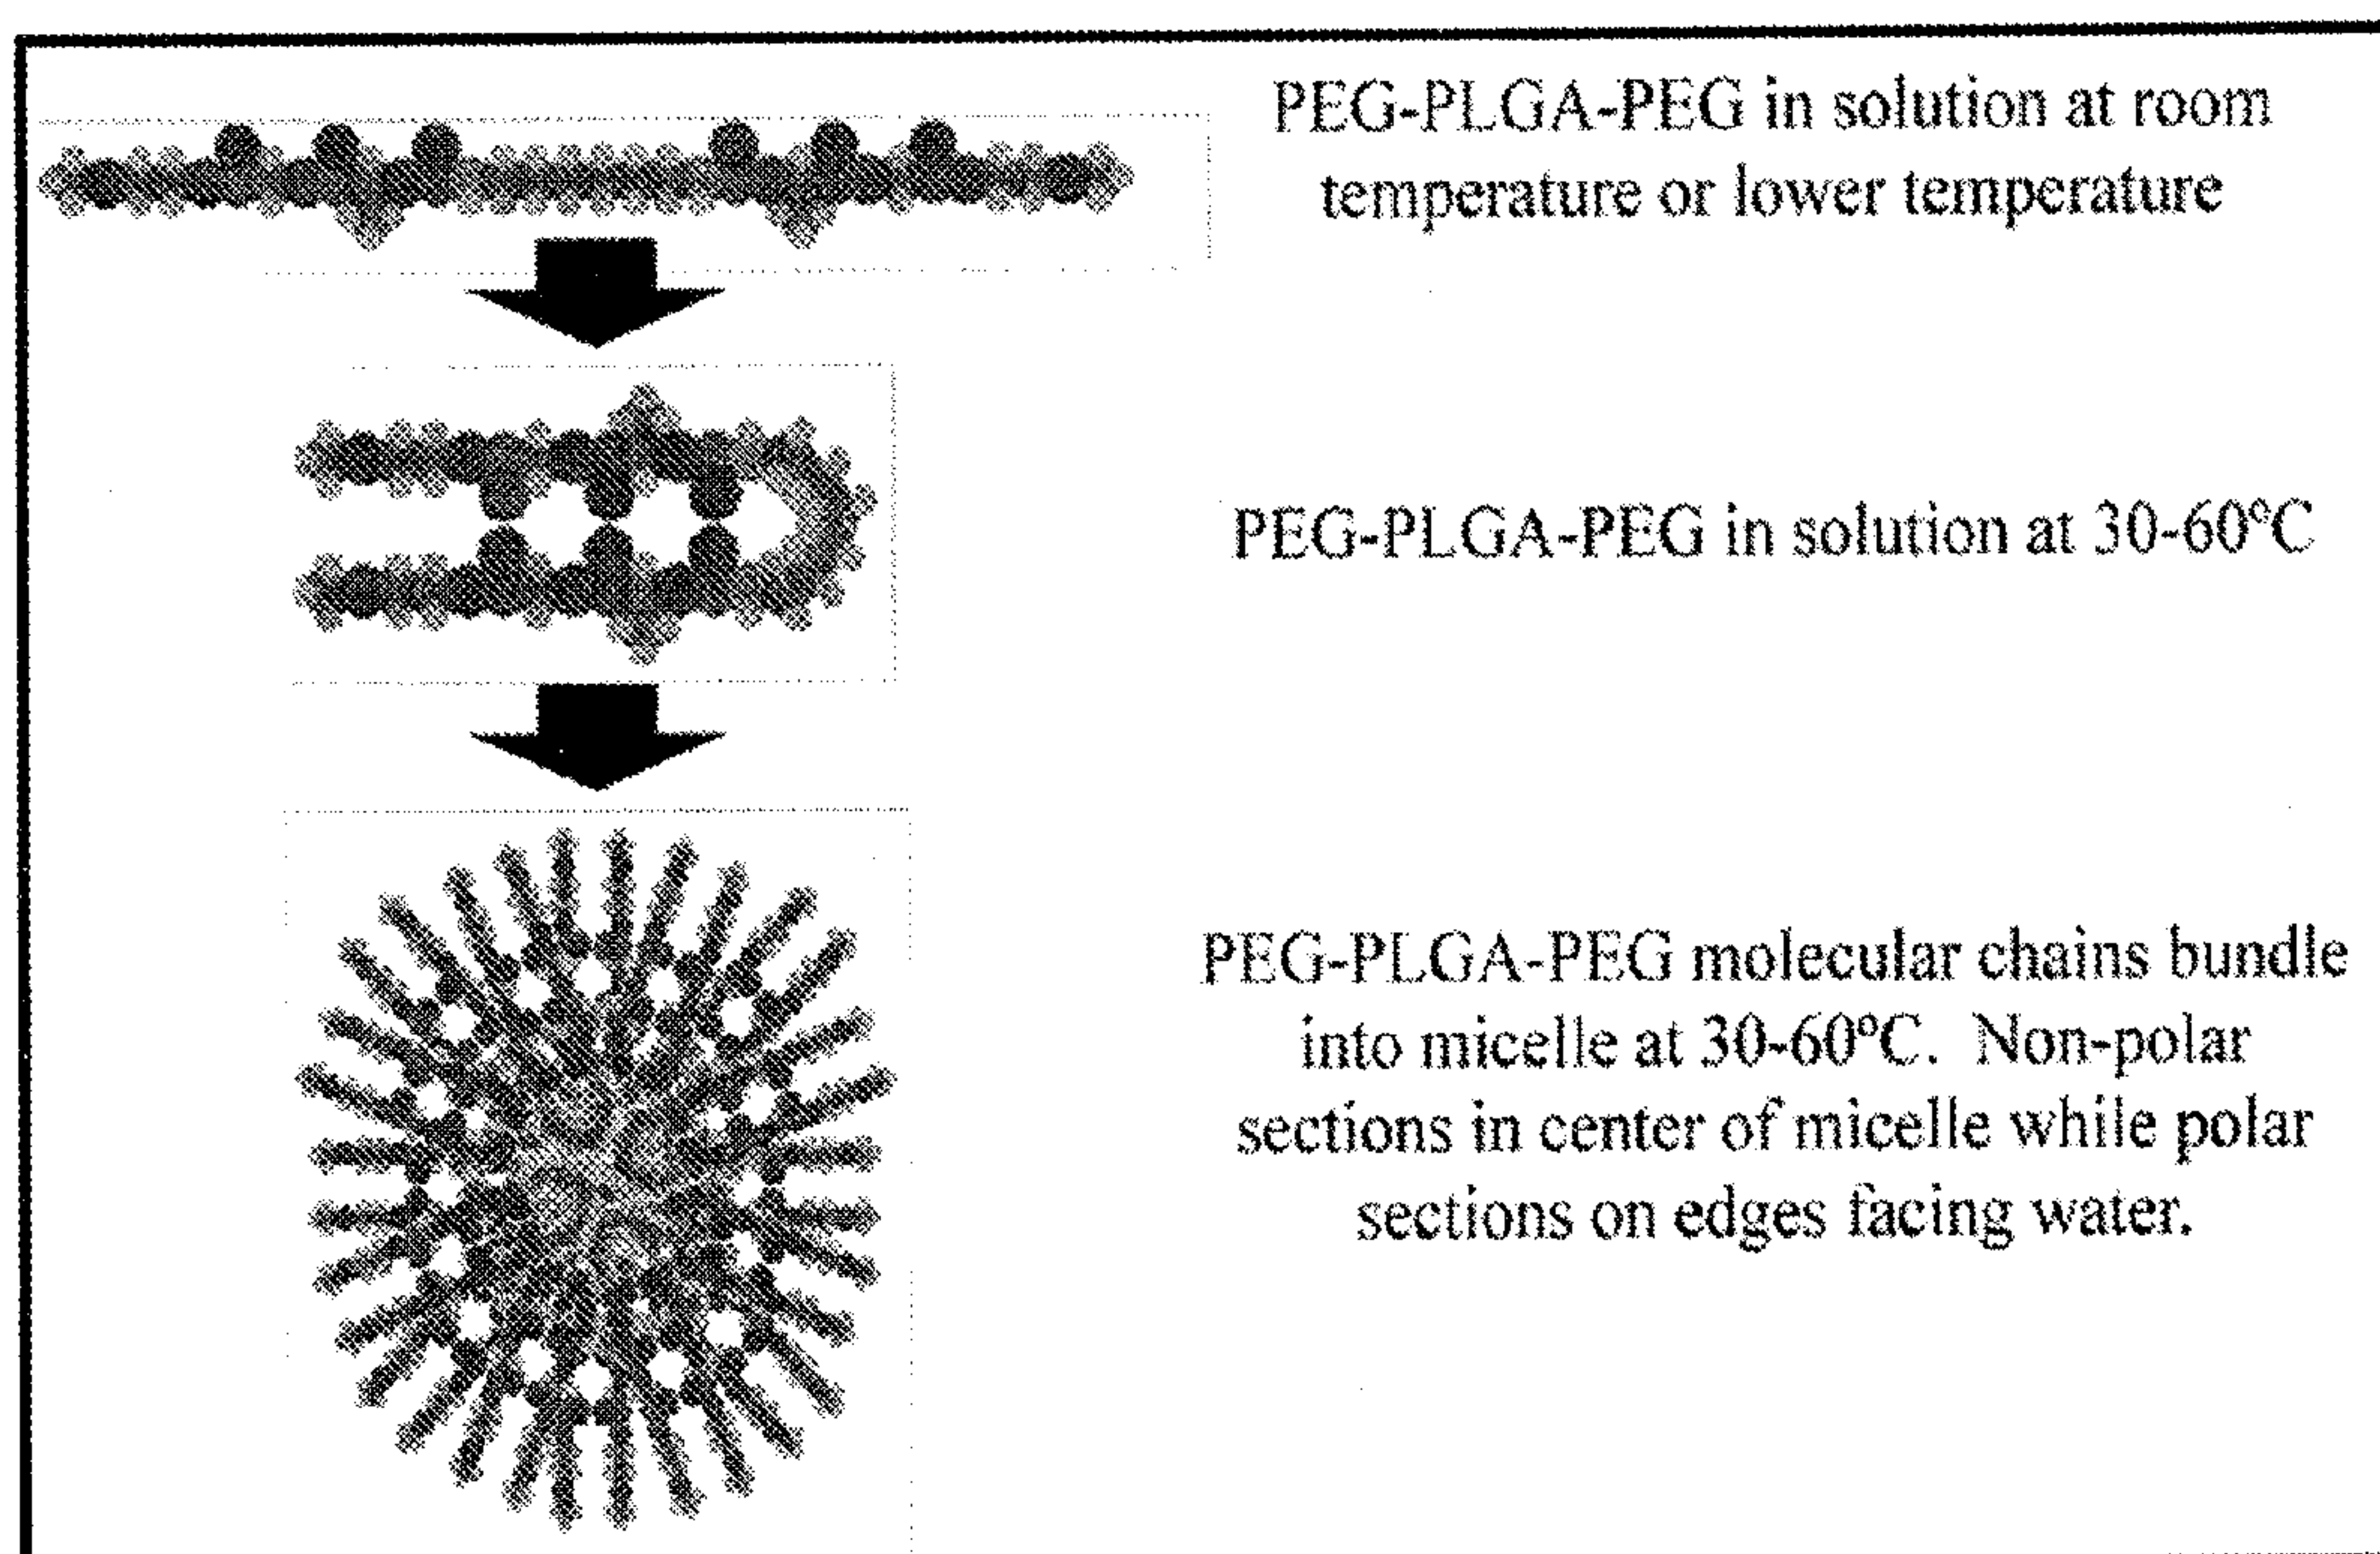 PEG-PLGA-PEG in solution at room
temperature or lower temperature
PEG-PLGA-PEG in solution at 30-60ºC
PEG-PLGA-PEG molecular chains bundle
into micelle at 30-60ºC. Non-polar
sections in center of micelle while polar
sections on edges facing water.